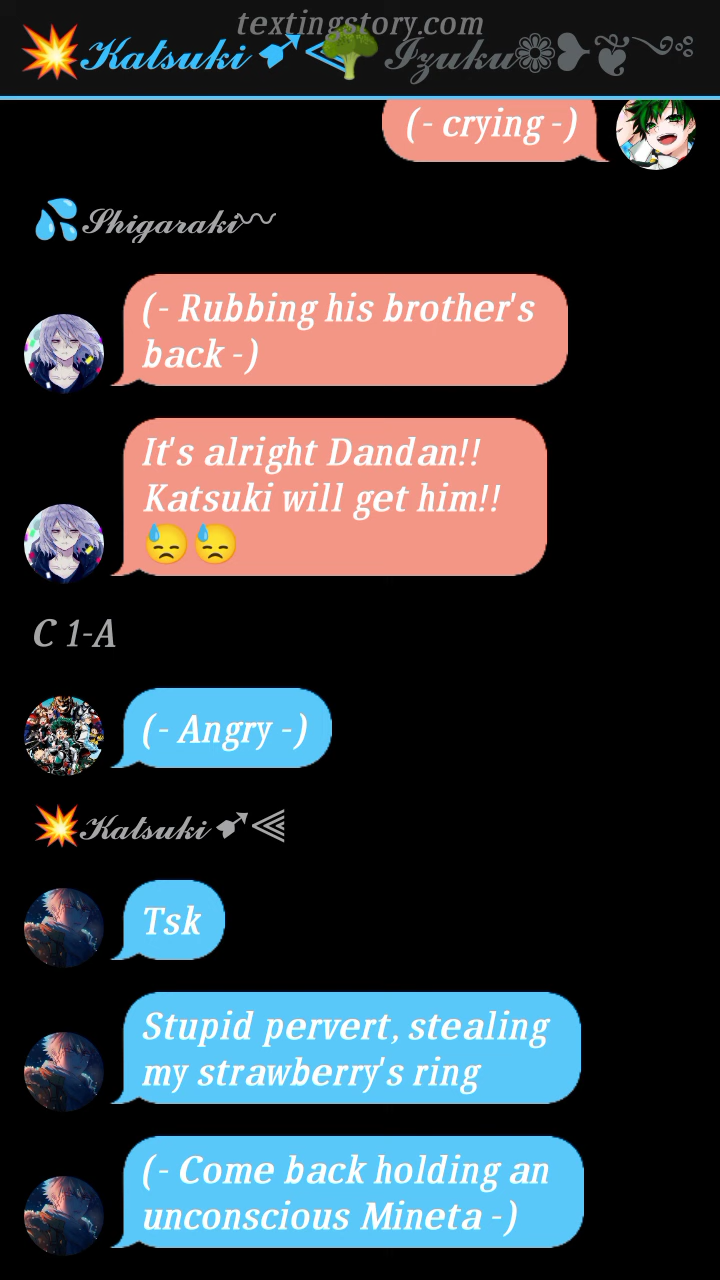 textingstory.com
💥Katsuki ➹⫷🥦Izuku❁❥❦〜༻
(- crying -)
💦Shigaraki〰
(- Rubbing his brother's
back -)
It's alright Dandan!!
Katsuki will get him!!
😓😓
C 1-A
(- Angry -)
💥Katsuki ➹⫷
Tsk
Stupid pervert, stealing
my strawberry's ring
(- Come back holding an
unconscious Mineta -)